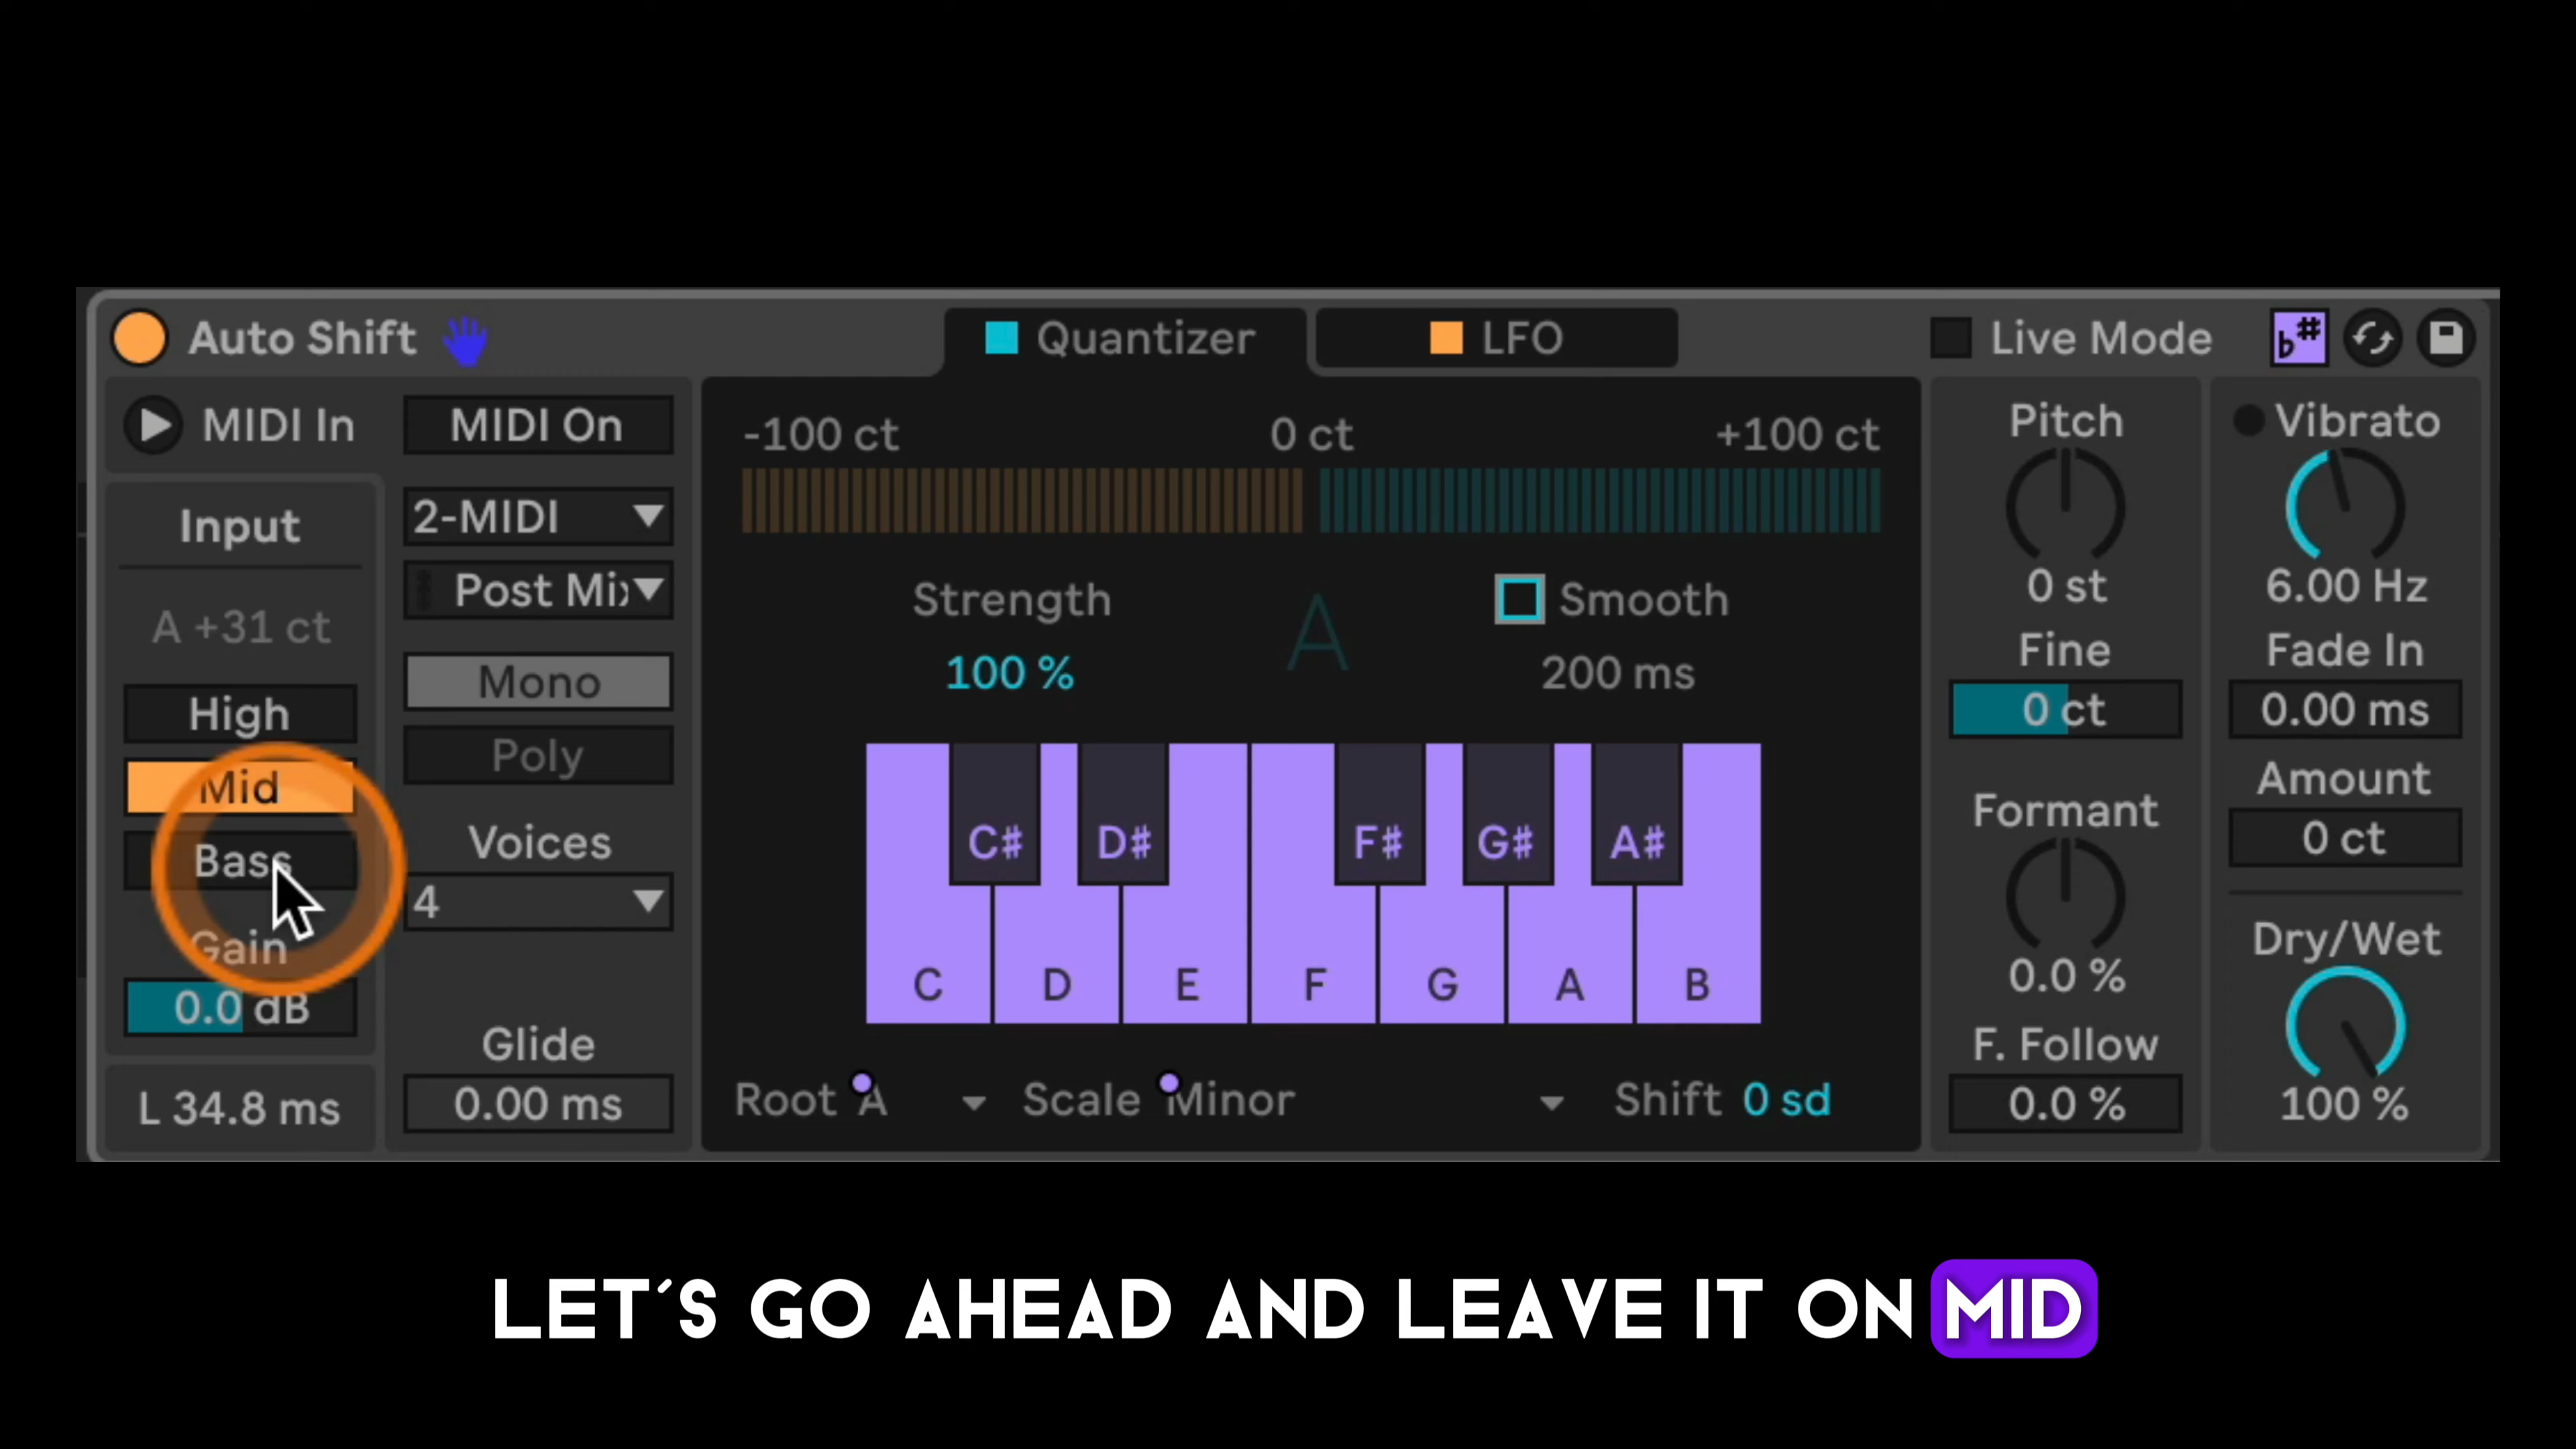 Auto Shift
Quantizer
LFO
Live Mode
b#
MIDI In
MIDI On
2-MIDI
Post Mix
Input
A +31 ct
High
Mid
Bass
Gain
0.0 dB
L 34.8 ms
Mono
Poly
Voices
4
Glide
0.00 ms
-100 ct 0 ct +100 ct
Strength
100 %
A
Smooth
200 ms
C# D# F# G# A#
C D E F G A B
Root A Scale Minor Shift 0 sd
Pitch
0 st
Fine
0 ct
Formant
0.0 %
F. Follow
0.0 %
Vibrato
6.00 Hz
Fade In
0.00 ms
Amount
0 ct
Dry/Wet
100 %
LET'S GO AHEAD AND LEAVE IT ON MID